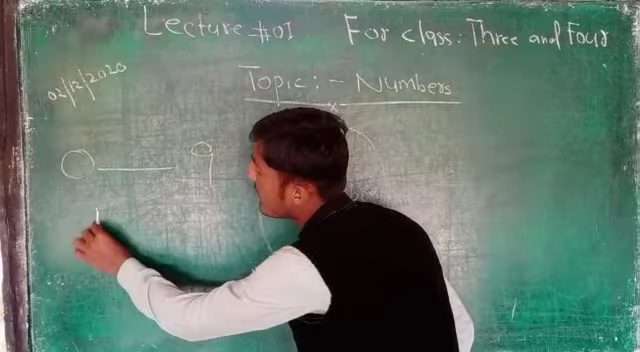 Lecture #01 For class: Three and Four
02/12/2020
Topic:- Numbers
0 — 9